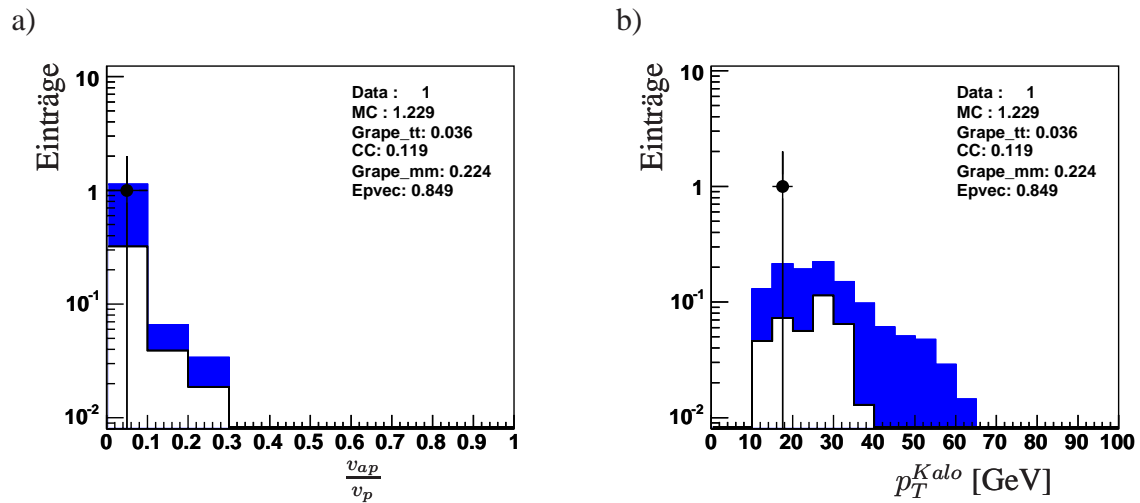 a)
Einträge
10
1
10^-1
10^-2
Data : 1
MC : 1.229
Grape_tt: 0.036
CC: 0.119
Grape_mm: 0.224
Epvec: 0.849
0 0.1 0.2 0.3 0.4 0.5 0.6 0.7 0.8 0.9 1
v_ap
v_p
b)
Einträge
10
1
10^-1
10^-2
Data : 1
MC : 1.229
Grape_tt: 0.036
CC: 0.119
Grape_mm: 0.224
Epvec: 0.849
0 10 20 30 40 50 60 70 80 90 100
p_T^Kalo [GeV]